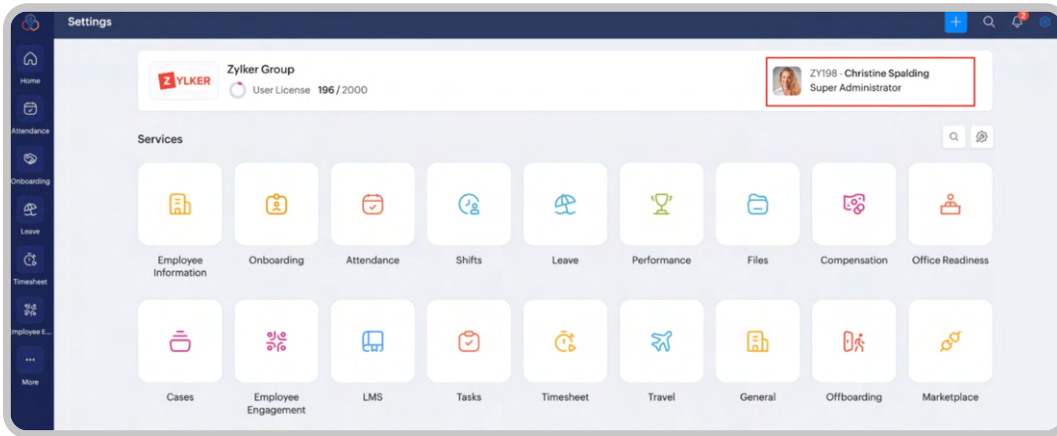 Settings
2
Home
Attendance
Onboarding
Leave
Timesheet
mployee E...
More
ZYLKER
Zylker Group
User License 196 / 2000
ZY198 - Christine Spalding
Super Administrator
Services
Employee
Information
Onboarding
Attendance
Shifts
Leave
Performance
Files
Compensation
Office Readiness
Cases
Employee
Engagement
LMS
Tasks
Timesheet
Travel
General
Offboarding
Marketplace